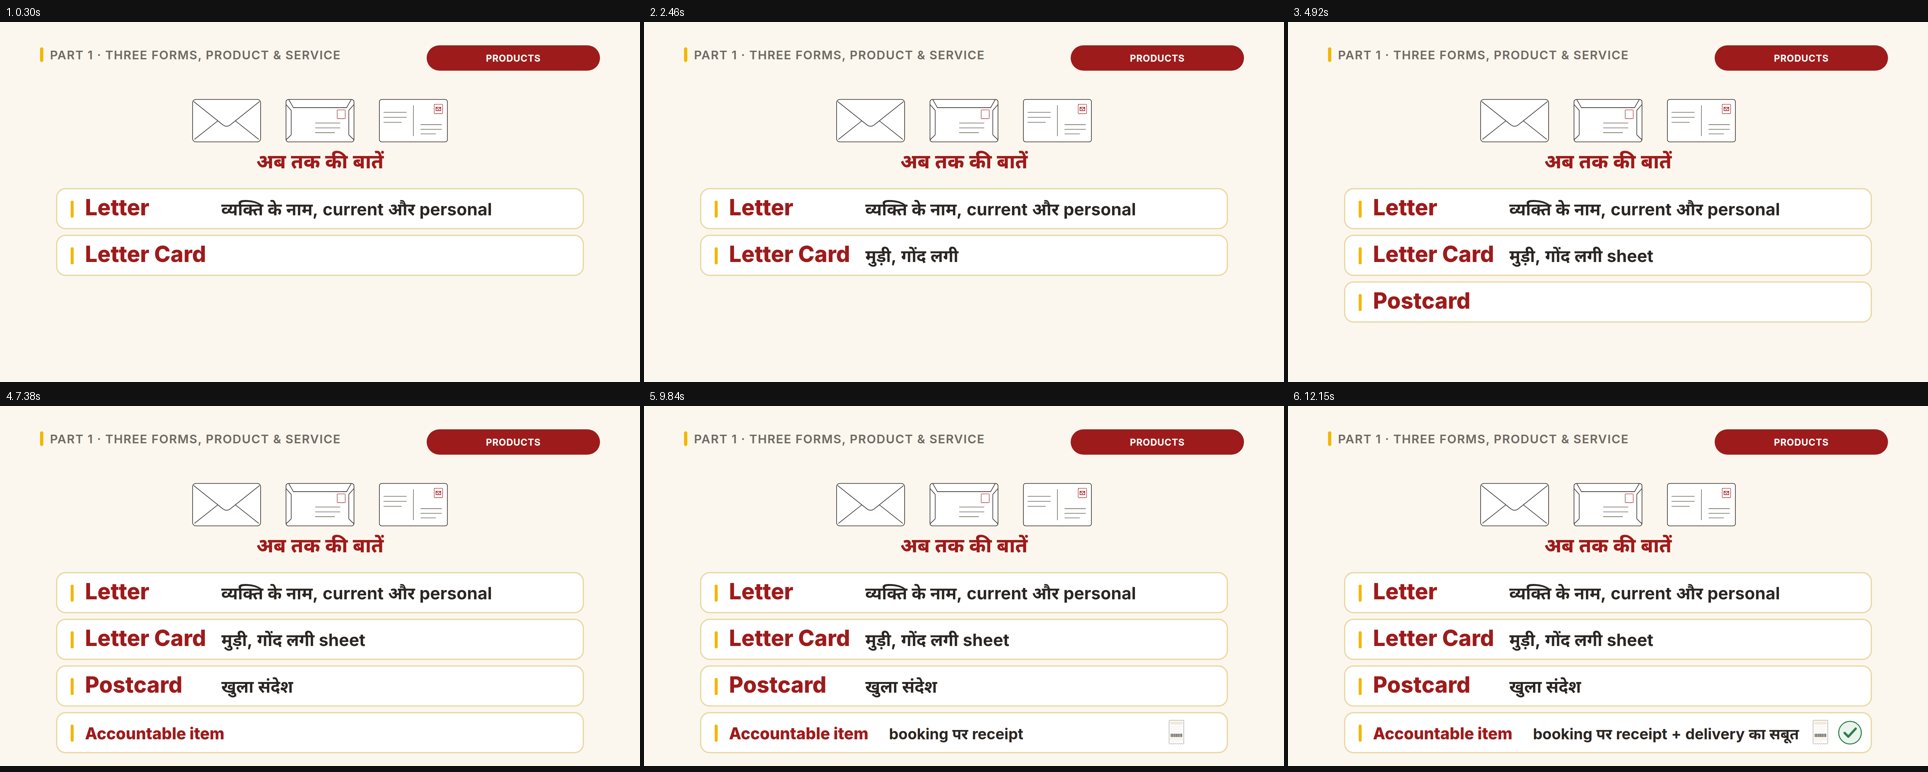 1. 0.30s
PART 1 · THREE FORMS, PRODUCT & SERVICE
PRODUCTS
अब तक की बातें
Letter व्यक्ति के नाम, current और personal
Letter Card
2. 2.46s
PART 1 · THREE FORMS, PRODUCT & SERVICE
PRODUCTS
अब तक की बातें
Letter व्यक्ति के नाम, current और personal
Letter Card मुड़ी, गोंद लगी
3. 4.92s
PART 1 · THREE FORMS, PRODUCT & SERVICE
PRODUCTS
अब तक की बातें
Letter व्यक्ति के नाम, current और personal
Letter Card मुड़ी, गोंद लगी sheet
Postcard
4. 7.38s
PART 1 · THREE FORMS, PRODUCT & SERVICE
PRODUCTS
अब तक की बातें
Letter व्यक्ति के नाम, current और personal
Letter Card मुड़ी, गोंद लगी sheet
Postcard खुला संदेश
Accountable item
5. 9.84s
PART 1 · THREE FORMS, PRODUCT & SERVICE
PRODUCTS
अब तक की बातें
Letter व्यक्ति के नाम, current और personal
Letter Card मुड़ी, गोंद लगी sheet
Postcard खुला संदेश
Accountable item booking पर receipt
6. 12.15s
PART 1 · THREE FORMS, PRODUCT & SERVICE
PRODUCTS
अब तक की बातें
Letter व्यक्ति के नाम, current और personal
Letter Card मुड़ी, गोंद लगी sheet
Postcard खुला संदेश
Accountable item booking पर receipt + delivery का सबूत